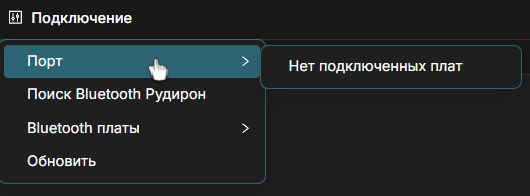 Подключение
Порт
Нет подключенных плат
Поиск Bluetooth Рудирон
Bluetooth платы
Обновить